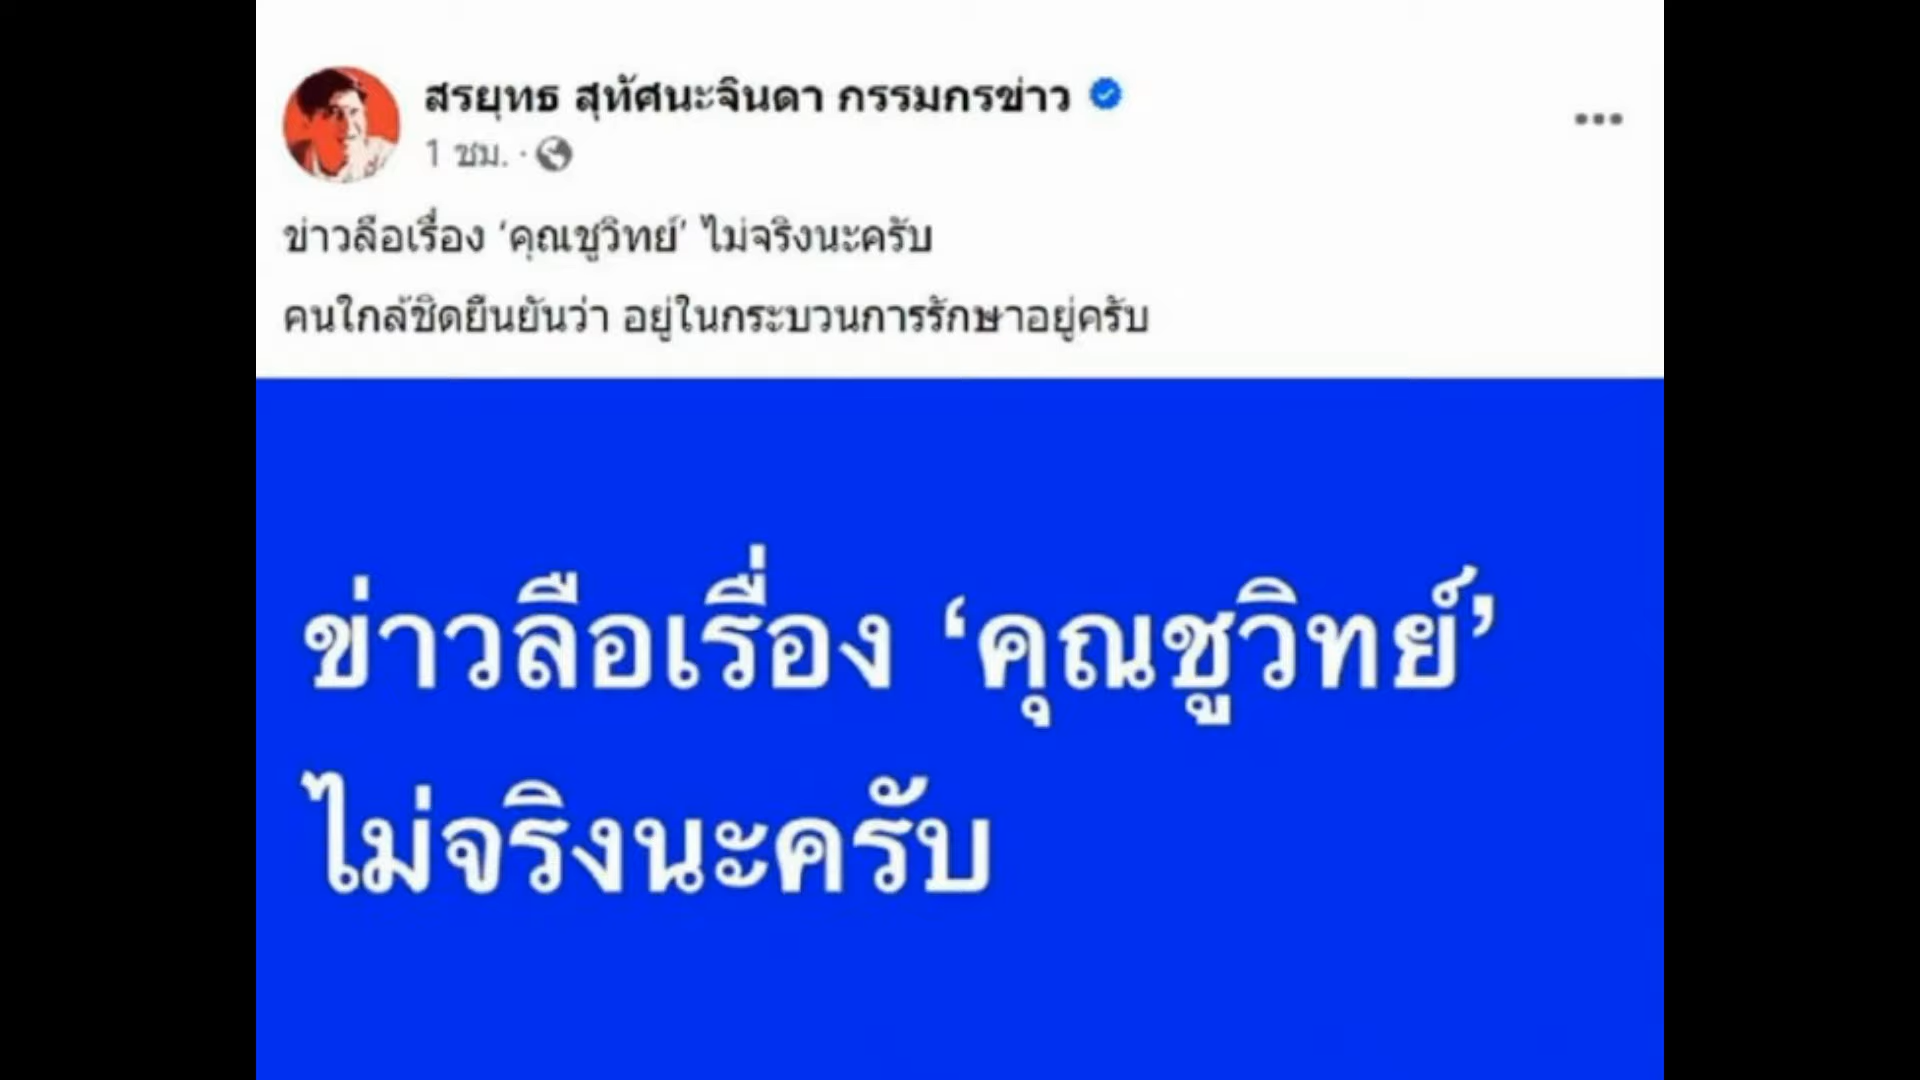 สรยุทธ สุทัศนะจินดา กรรมกรข่าว
1 ชม. ·
ข่าวลือเรื่อง ‘คุณชูวิทย์’ ไม่จริงนะครับ
คนใกล้ชิดยืนยันว่า อยู่ในกระบวนการรักษาอยู่ครับ
ข่าวลือเรื่อง ‘คุณชูวิทย์’
ไม่จริงนะครับ